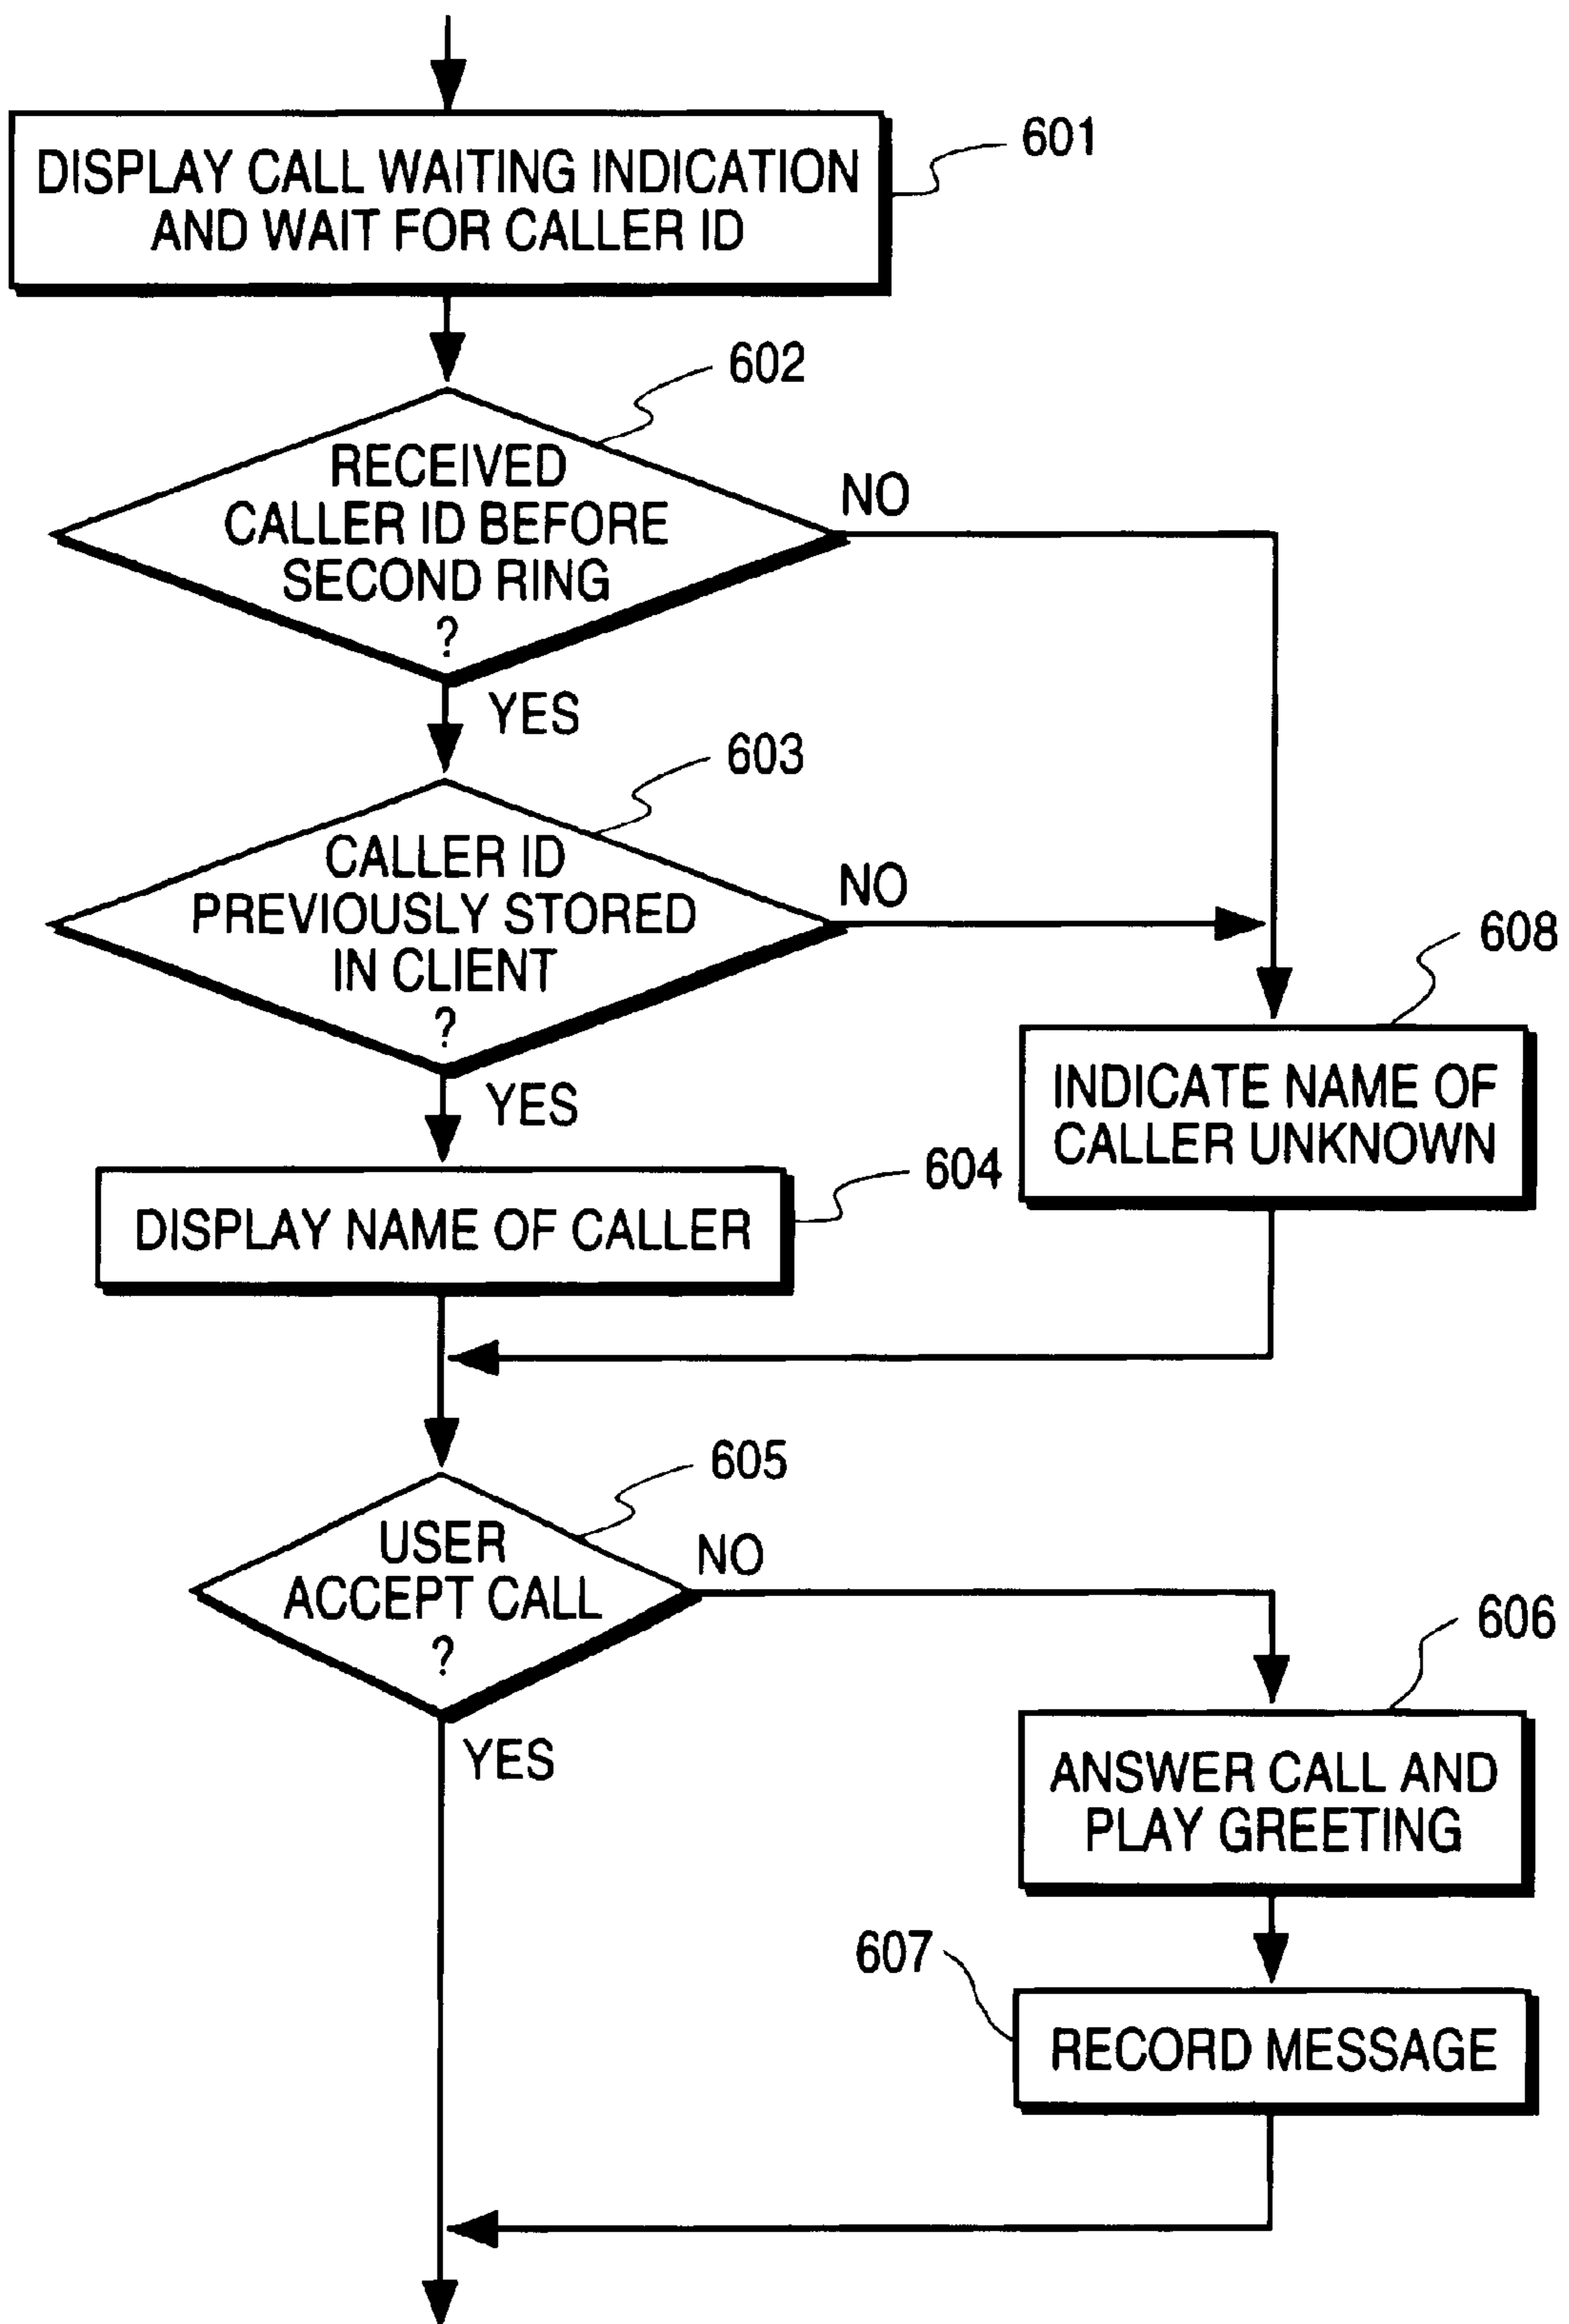 DISPLAY CALL WAITING INDICATION
AND WAIT FOR CALLER ID
601
602
RECEIVED
CALLER ID BEFORE
SECOND RING
?
NO
YES
603
CALLER ID
PREVIOUSLY STORED
IN CLIENT
?
NO
YES
608
INDICATE NAME OF
CALLER UNKNOWN
604
DISPLAY NAME OF CALLER
605
USER
ACCEPT CALL
?
NO
YES
606
ANSWER CALL AND
PLAY GREETING
607
RECORD MESSAGE